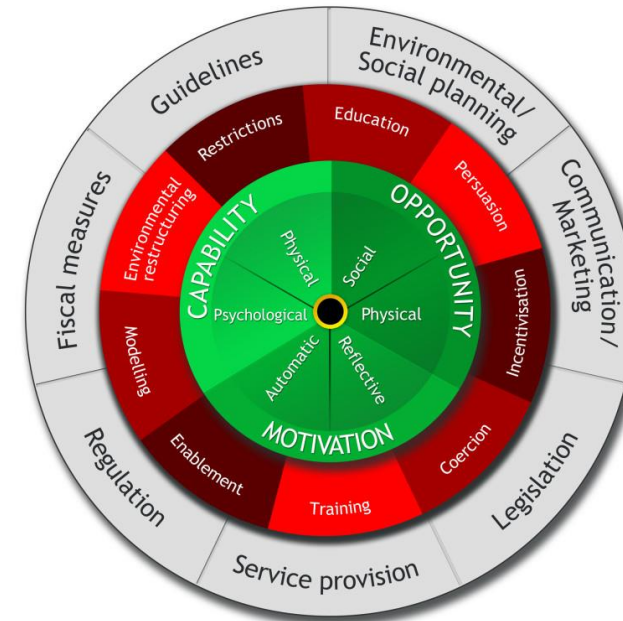 Guidelines
Environmental/
Social planning
Communication/
Marketing
Legislation
Service provision
Regulation
Fiscal measures
Restrictions
Education
Persuasion
Incentivisation
Coercion
Training
Enablement
Modelling
Environmental
restructuring
CAPABILITY
OPPORTUNITY
MOTIVATION
Physical
Social
Physical
Reflective
Automatic
Psychological